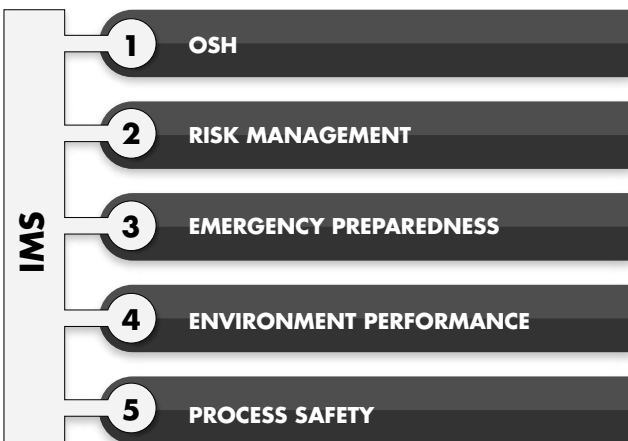 IMS
1 OSH
2 RISK MANAGEMENT
3 EMERGENCY PREPAREDNESS
4 ENVIRONMENT PERFORMANCE
5 PROCESS SAFETY